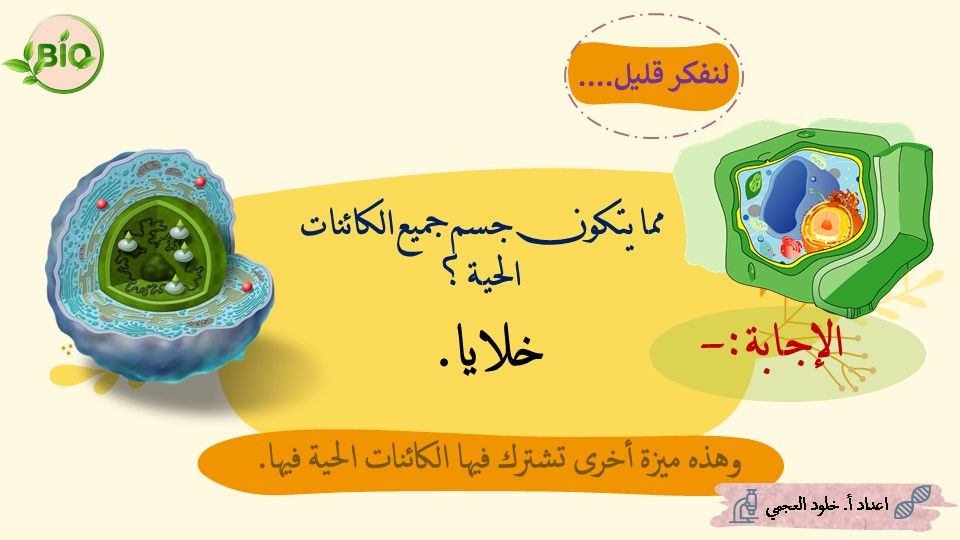 BIO
لنفكر قليل....
مما يتكون جسم جميع الكائنات
الحية ؟
الإجابة :-
خلايا.
وهذه ميزة أخرى تشترك فيها الكائنات الحية فيها.
اعداد أ. خلود العجمي